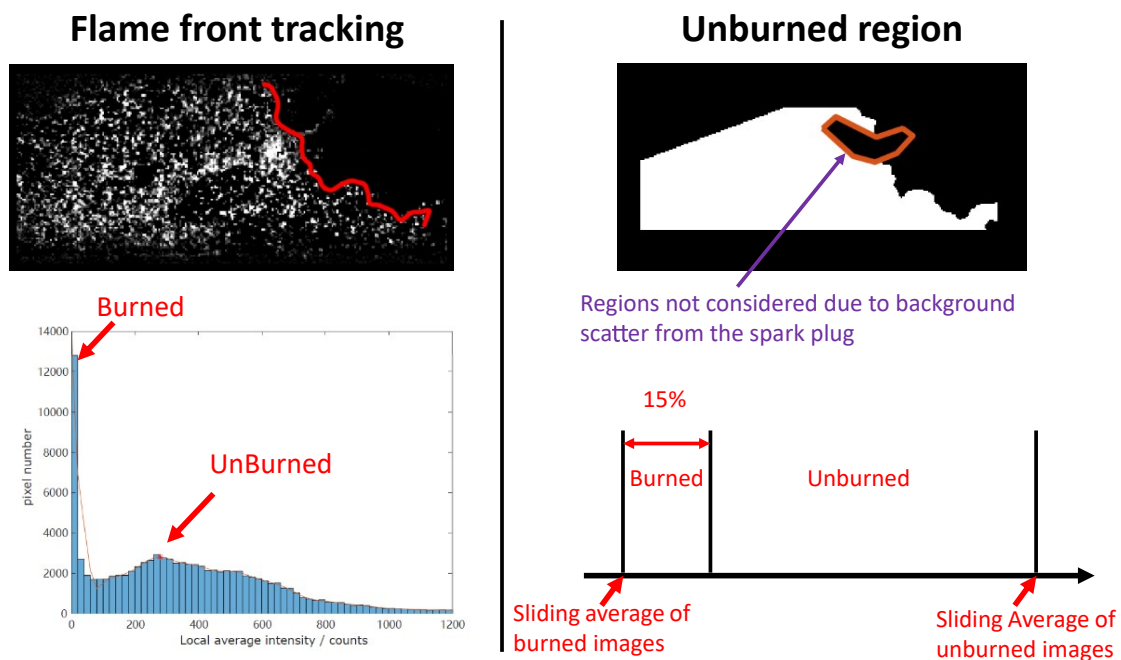 Flame front tracking
Burned
14000
12000
10000
8000
6000
4000
2000
0
pixel number
UnBurned
0
200
400
600
800
1000
1200
Local average intensity / counts
Unburned region
Regions not considered due to background
scatter from the spark plug
15%
Burned
Unburned
Sliding average of
burned images
Sliding Average of
unburned images